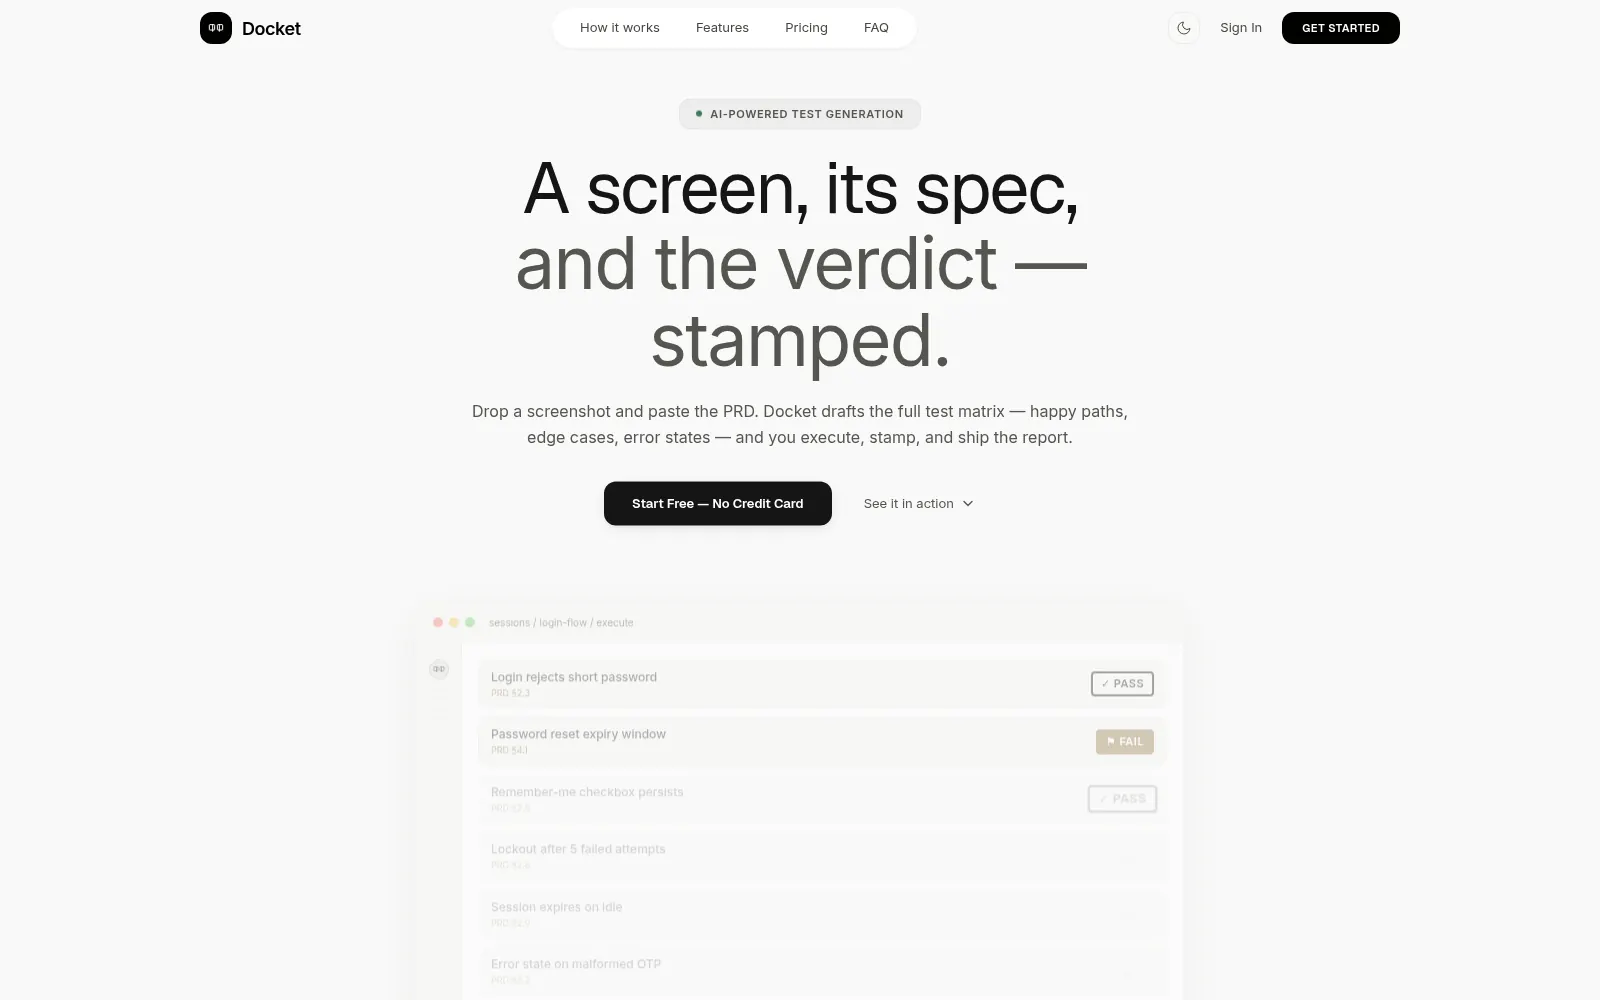 Docket
How it works
Features
Pricing
FAQ
Sign In
GET STARTED
AI-POWERED TEST GENERATION
A screen, its spec,
and the verdict —
stamped.
Drop a screenshot and paste the PRD. Docket drafts the full test matrix — happy paths,
edge cases, error states — and you execute, stamp, and ship the report.
Start Free — No Credit Card
See it in action
sessions / login-flow / execute
Login rejects short password
PRD
✓ PASS
Password reset expiry window
PRD §4.1
FAIL
Remember-me checkbox persists
PRD
✓ PASS
Lockout after 5 failed attempts
PRD
Session expires on idle
PRD
Error state on malformed OTP
PRD